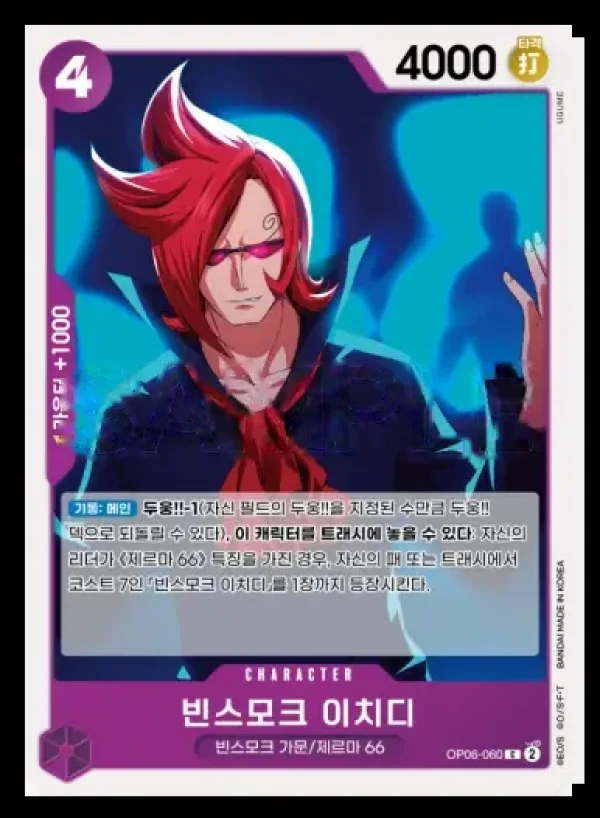 4
4000
타격
打
UGUME
카운터 +1000
SAMPLE
기동: 메인 두웅!!-1(자신 필드의 두웅!!을 지정된 수만큼 두웅!!
덱으로 되돌릴 수 있다), 이 캐릭터를 트래시에 놓을 수 있다: 자신의
리더가 《제르마 66》 특징을 가진 경우, 자신의 패 또는 트래시에서
코스트 7인 「빈스모크 이치디」를 1장까지 등장시킨다.
CHARACTER
빈스모크 이치디
빈스모크 가문/제르마 66
OP06-060 C 2
©EO/S ©O/S·F·T BANDAI MADE IN KOREA